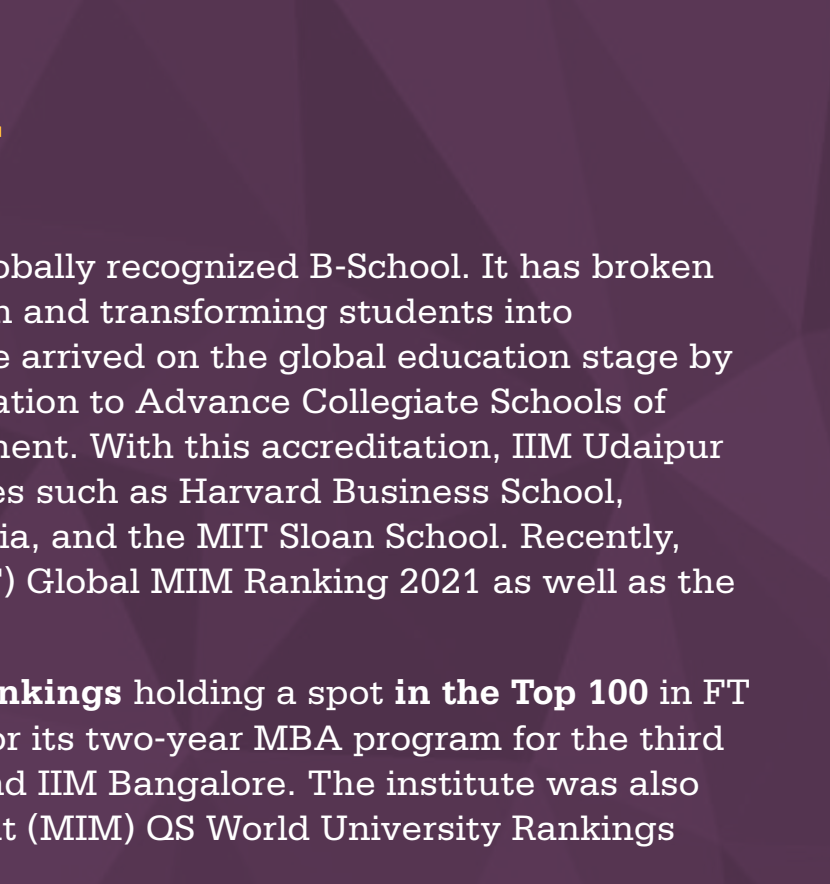 obally recognized B-School. It has broken
n and transforming students into
e arrived on the global education stage by
ation to Advance Collegiate Schools of
nent. With this accreditation, IIM Udaipur
es such as Harvard Business School,
ia, and the MIT Sloan School. Recently,
) Global MIM Ranking 2021 as well as the
nkings holding a spot in the Top 100 in FT
or its two-year MBA program for the third
nd IIM Bangalore. The institute was also
t (MIM) QS World University Rankings